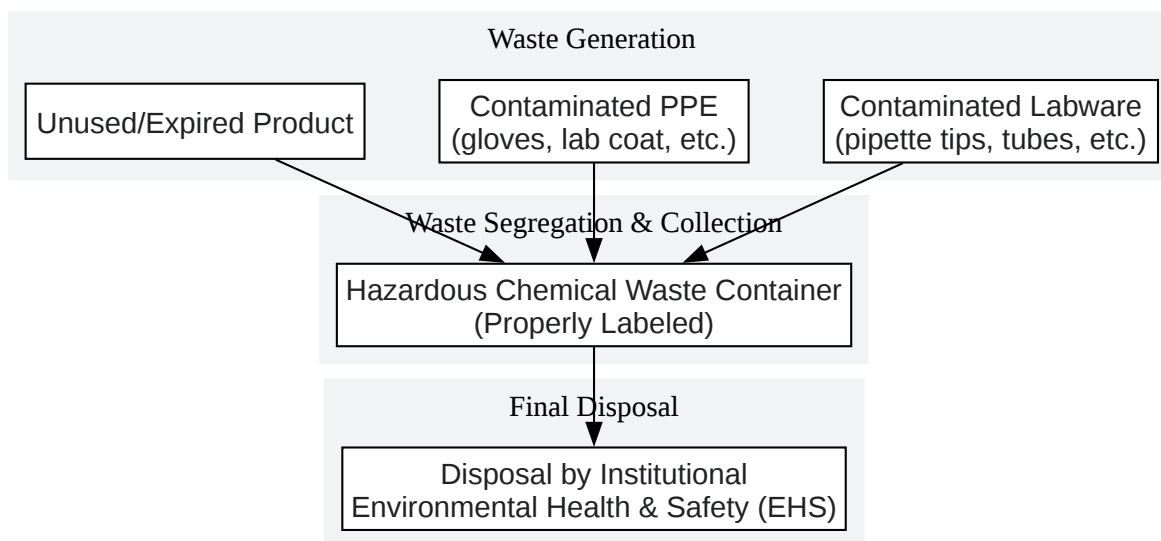 Waste Generation
Unused/Expired Product
Contaminated PPE
(gloves, lab coat, etc.)
Contaminated Labware
(pipette tips, tubes, etc.)
Waste Segregation & Collection
Hazardous Chemical Waste Container
(Properly Labeled)
Final Disposal
Disposal by Institutional
Environmental Health & Safety (EHS)